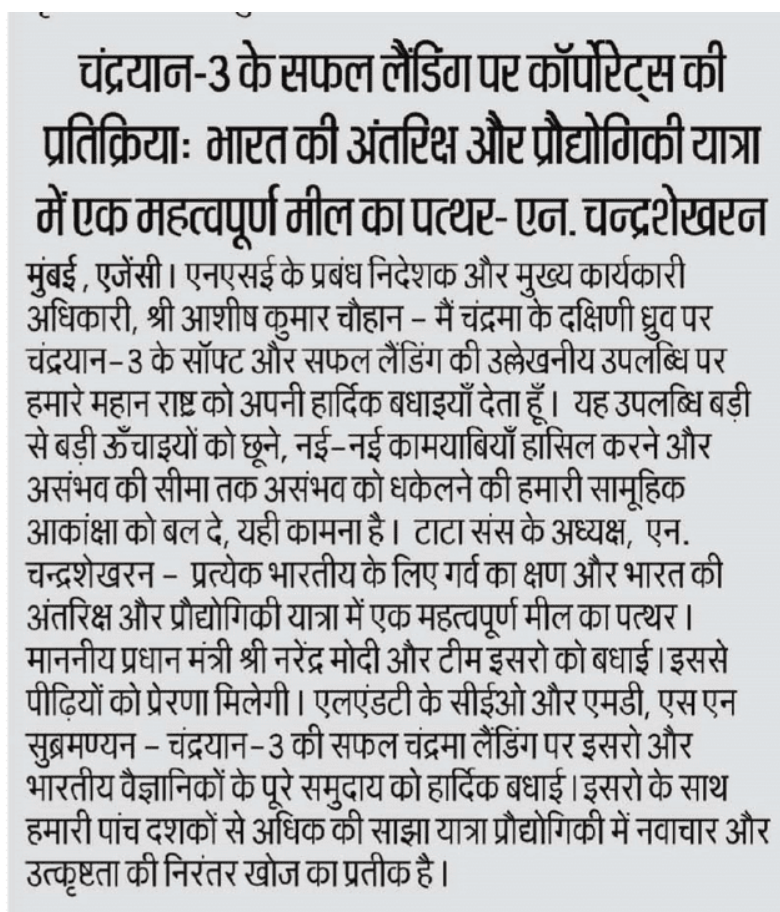 चंद्रयान-3 के सफल लैंडिंग पर कॉर्पोरेट्स की
प्रतिक्रियाः भारत की अंतरिक्ष और प्रौद्योगिकी यात्रा
में एक महत्वपूर्ण मील का पत्थर- एन. चन्द्रशेखरन
मुंबई, एजेंसी। एनएसई के प्रबंध निदेशक और मुख्य कार्यकारी
अधिकारी, श्री आशीष कुमार चौहान – मैं चंद्रमा के दक्षिणी ध्रुव पर
चंद्रयान-3 के सॉफ्ट और सफल लैंडिंग की उल्लेखनीय उपलब्धि पर
हमारे महान राष्ट्र को अपनी हार्दिक बधाइयाँ देता हूँ। यह उपलब्धि बड़ी
से बड़ी ऊँचाइयों को छूने, नई-नई कामयाबियाँ हासिल करने और
असंभव की सीमा तक असंभव को धकेलने की हमारी सामूहिक
आकांक्षा को बल दे, यही कामना है। टाटा संस के अध्यक्ष, एन.
चन्द्रशेखरन – प्रत्येक भारतीय के लिए गर्व का क्षण और भारत की
अंतरिक्ष और प्रौद्योगिकी यात्रा में एक महत्वपूर्ण मील का पत्थर।
माननीय प्रधान मंत्री श्री नरेंद्र मोदी और टीम इसरो को बधाई। इससे
पीढ़ियों को प्रेरणा मिलेगी। एलएंडटी के सीईओ और एमडी, एस एन
सुब्रमण्यन – चंद्रयान-3 की सफल चंद्रमा लैंडिंग पर इसरो और
भारतीय वैज्ञानिकों के पूरे समुदाय को हार्दिक बधाई। इसरो के साथ
हमारी पांच दशकों से अधिक की साझा यात्रा प्रौद्योगिकी में नवाचार और
उत्कृष्टता की निरंतर खोज का प्रतीक है।